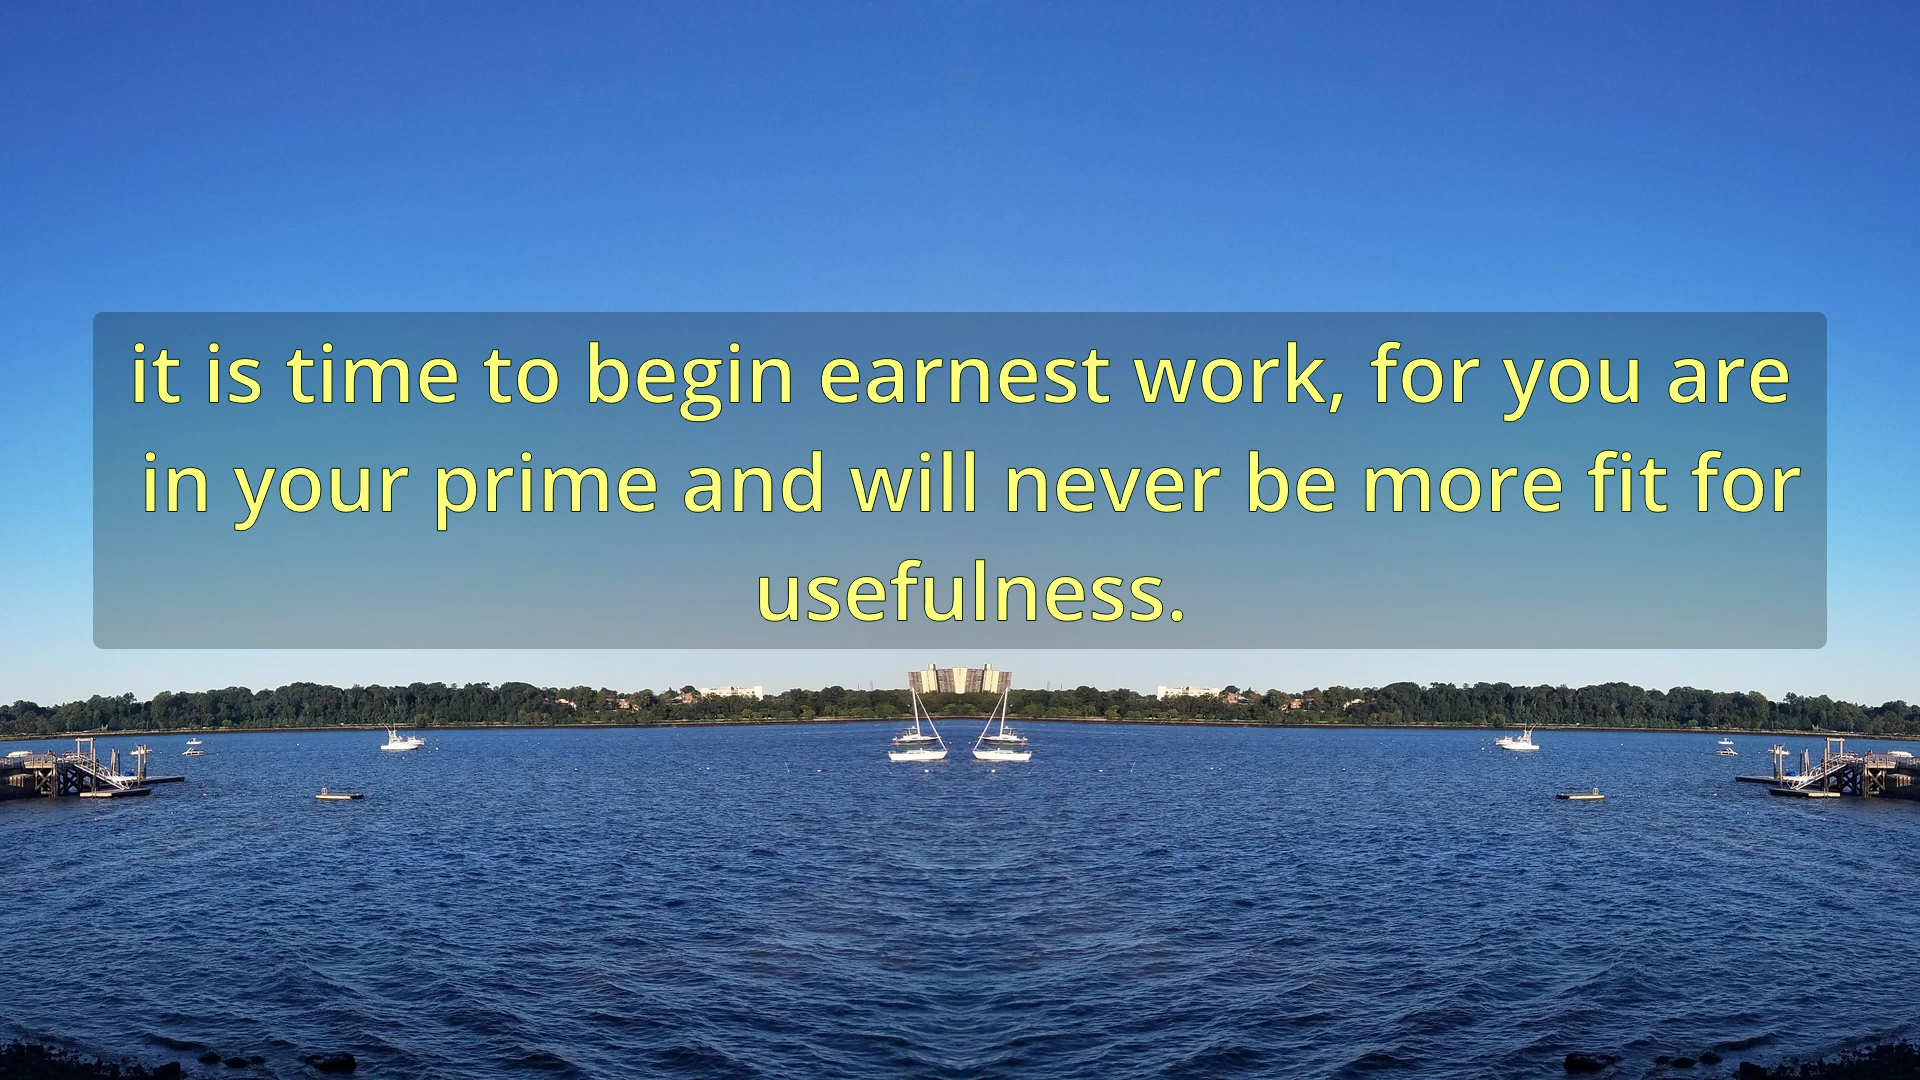 it is time to begin earnest work, for you are
in your prime and will never be more fit for
usefulness.